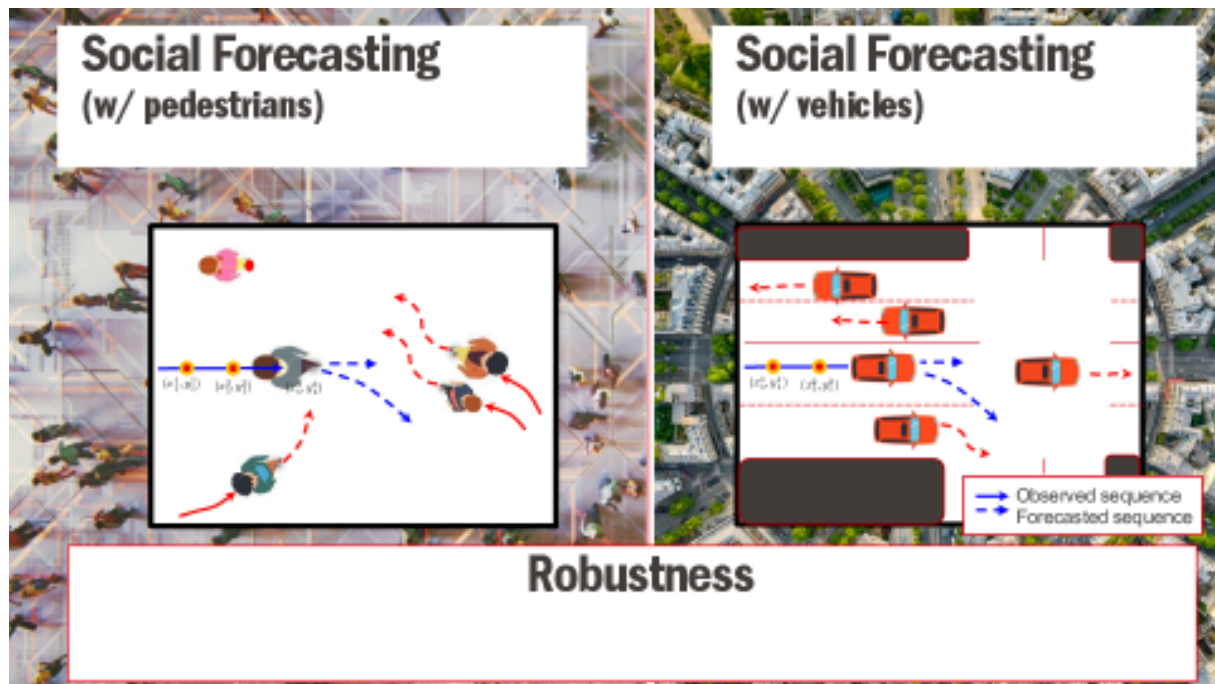 Social Forecasting
(w/ pedestrians)
Social Forecasting
(w/ vehicles)
Observed sequence
Forecasted sequence
Robustness